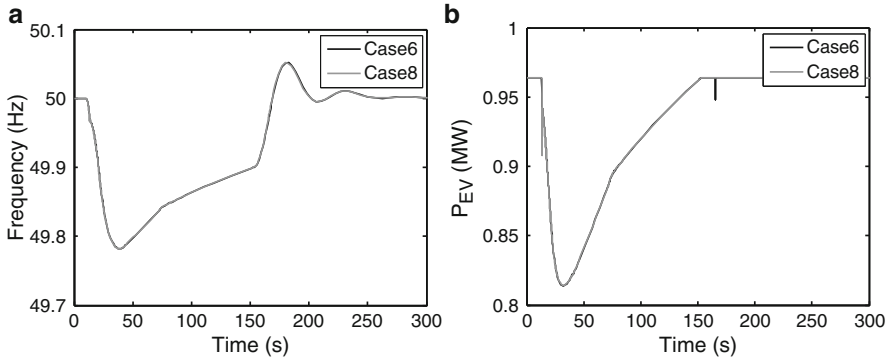 a
50.1
50
49.9
49.8
49.7
Frequency (Hz)
0 50 100 150 200 250 300
Time (s)
Case6
Case8
b
1
0.95
0.9
0.85
0.8
PEV (MW)
0 50 100 150 200 250 300
Time (s)
Case6
Case8